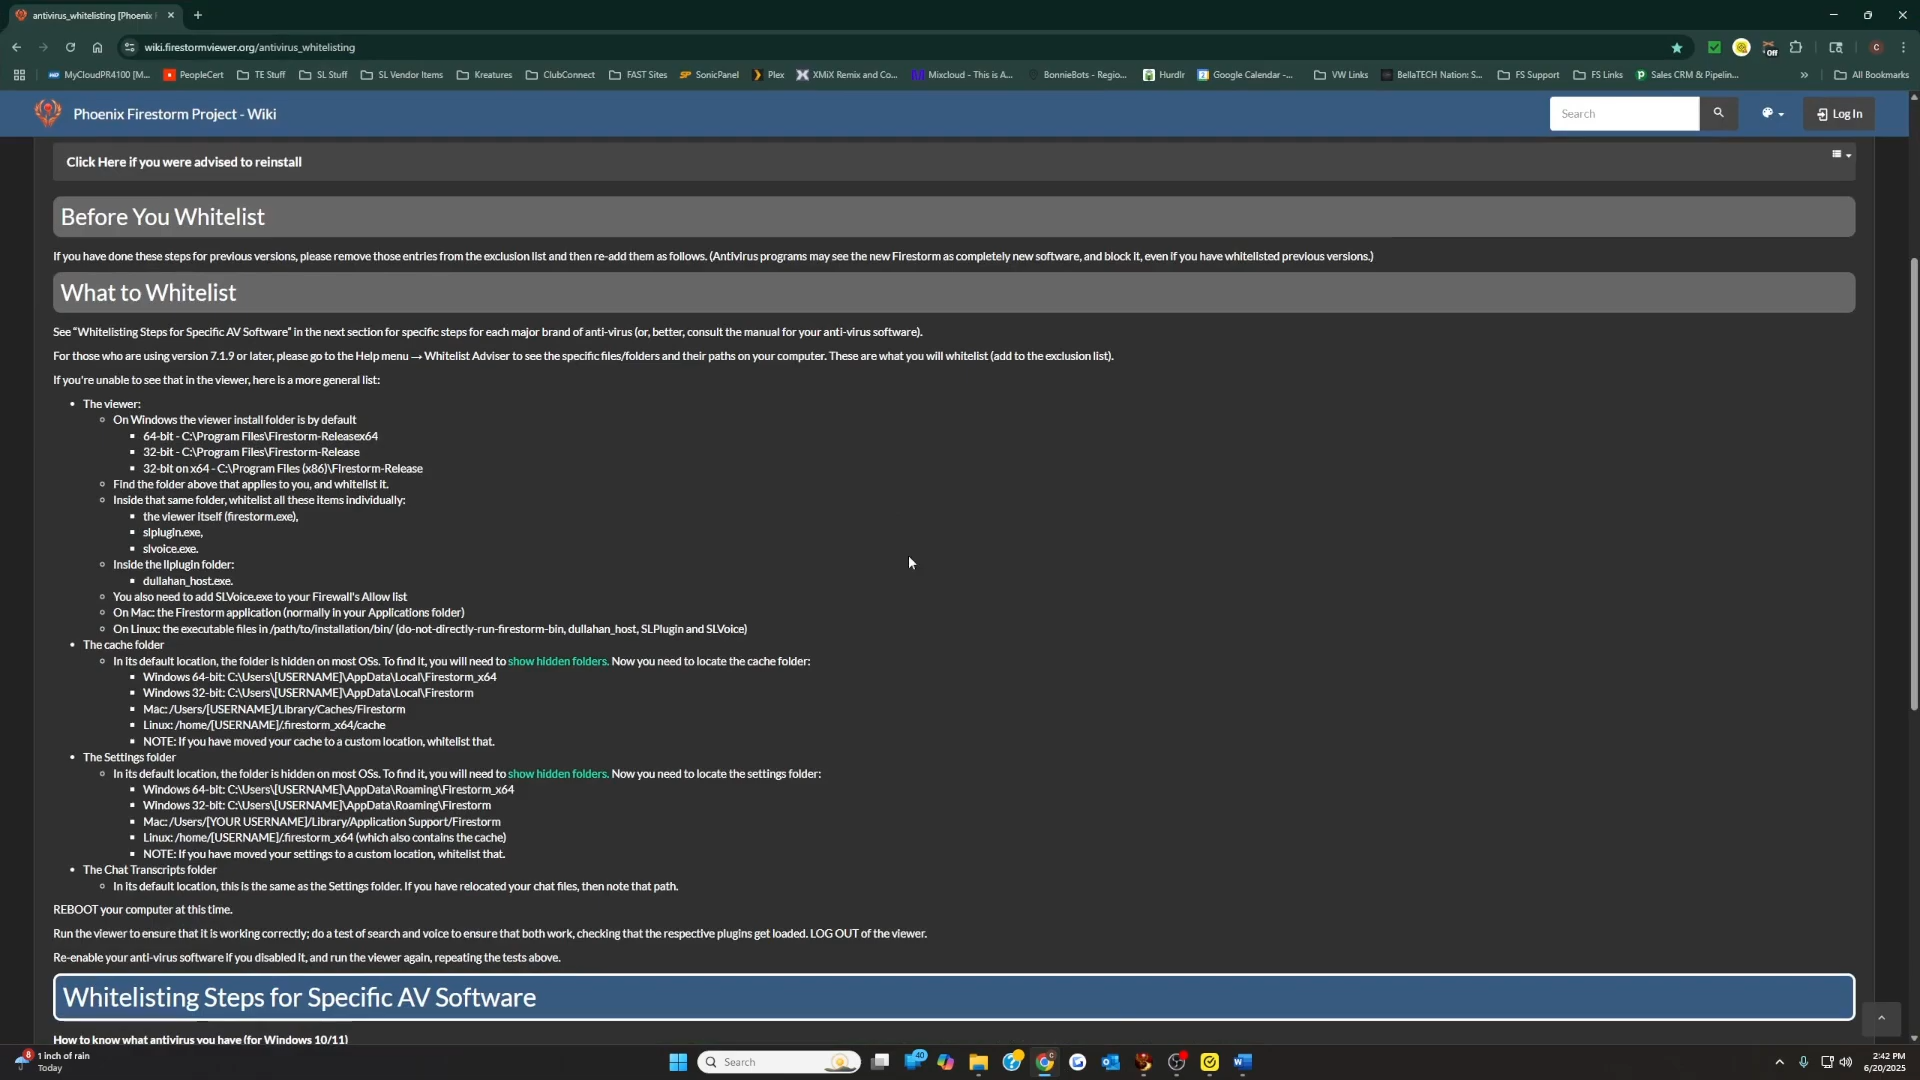 antivirus_whitelisting [Phoenix
wiki.firestormviewer.org/antivirus_whitelisting
Off
C
MyCloudPR4100 [M...
PeopleCert
TE Stuff
SL Stuff
SL Vendor Items
Kreatures
ClubConnect
FAST Sites
SonicPanel
Plex
XMiX Remix and Co...
Mixcloud - This is A...
BonnieBots - Regio...
Hurdlr
Google Calendar -...
VW Links
BellaTECH Nation: S...
FS Support
FS Links
Sales CRM & Pipelin...
»
All Bookmarks
Phoenix Firestorm Project - Wiki
Search
Log In
Click Here if you were advised to reinstall
Before You Whitelist
If you have done these steps for previous versions, please remove those entries from the exclusion list and then re-add them as follows. (Antivirus programs may see the new Firestorm as completely new software, and block it, even if you have whitelisted previous versions.)
What to Whitelist
See “Whitelisting Steps for Specific AV Software” in the next section for specific steps for each major brand of anti-virus (or, better, consult the manual for your anti-virus software).
For those who are using version 7.1.9 or later, please go to the Help menu → Whitelist Adviser to see the specific files/folders and their paths on your computer. These are what you will whitelist (add to the exclusion list).
If you're unable to see that in the viewer, here is a more general list:
The viewer:
On Windows the viewer install folder is by default
64-bit - C:\Program Files\Firestorm-Releasex64
32-bit - C:\Program Files\Firestorm-Release
32-bit on x64 - C:\Program Files (x86)\Firestorm-Release
Find the folder above that applies to you, and whitelist it.
Inside that same folder, whitelist all these items individually:
the viewer itself (firestorm.exe),
slplugin.exe,
slvoice.exe.
Inside the llplugin folder:
dullahan_host.exe.
You also need to add SLVoice.exe to your Firewall's Allow list
On Mac: the Firestorm application (normally in your Applications folder)
On Linux: the executable files in /path/to/installation/bin/ (do-not-directly-run-firestorm-bin, dullahan_host, SLPlugin and SLVoice)
The cache folder
In its default location, the folder is hidden on most OSs. To find it, you will need to show hidden folders. Now you need to locate the cache folder:
Windows 64-bit: C:\Users\[USERNAME]\AppData\Local\Firestorm_x64
Windows 32-bit: C:\Users\[USERNAME]\AppData\Local\Firestorm
Mac: /Users/[USERNAME]/Library/Caches/Firestorm
Linux: /home/[USERNAME]/.firestorm_x64/cache
NOTE: If you have moved your cache to a custom location, whitelist that.
The Settings folder
In its default location, the folder is hidden on most OSs. To find it, you will need to show hidden folders. Now you need to locate the settings folder:
Windows 64-bit: C:\Users\[USERNAME]\AppData\Roaming\Firestorm_x64
Windows 32-bit: C:\Users\[USERNAME]\AppData\Roaming\Firestorm
Mac: /Users/[YOUR USERNAME]/Library/Application Support/Firestorm
Linux: /home/[USERNAME]/.firestorm_x64 (which also contains the cache)
NOTE: If you have moved your settings to a custom location, whitelist that.
The Chat Transcripts folder
In its default location, this is the same as the Settings folder. If you have relocated your chat files, then note that path.
REBOOT your computer at this time.
Run the viewer to ensure that it is working correctly; do a test of search and voice to ensure that both work, checking that the respective plugins get loaded. LOG OUT of the viewer.
Re-enable your anti-virus software if you disabled it, and run the viewer again, repeating the tests above.
Whitelisting Steps for Specific AV Software
How to know what antivirus you have (for Windows 10/11)
8
1 inch of rain
Today
Search
40
2:42 PM
6/20/2025